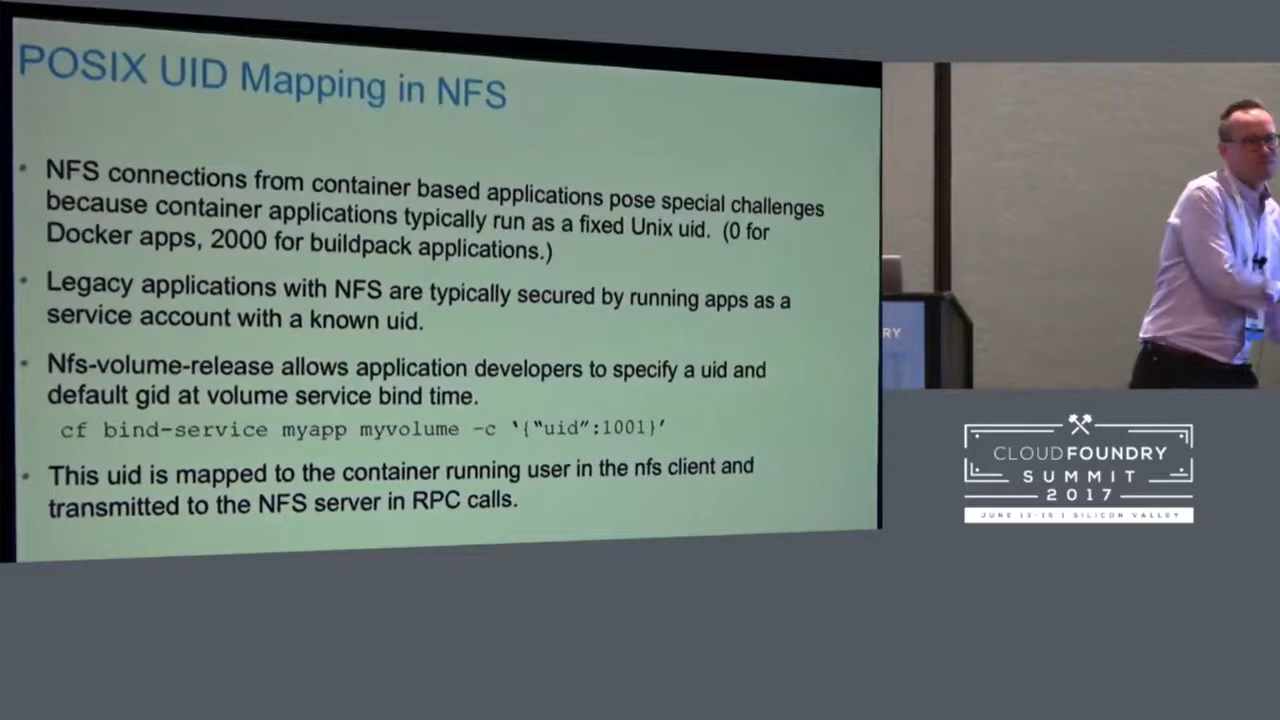 POSIX UID Mapping in NFS
• NFS connections from container based applications pose special challenges
because container applications typically run as a fixed Unix uid. (0 for
Docker apps, 2000 for buildpack applications.)
• Legacy applications with NFS are typically secured by running apps as a
service account with a known uid.
• Nfs-volume-release allows application developers to specify a uid and
default gid at volume service bind time.
cf bind-service myapp myvolume -c '{"uid":1001}'
• This uid is mapped to the container running user in the nfs client and
transmitted to the NFS server in RPC calls.
RY
CLOUD FOUNDRY
SUMMIT
2017
JUNE 13-15 | SILICON VALLEY